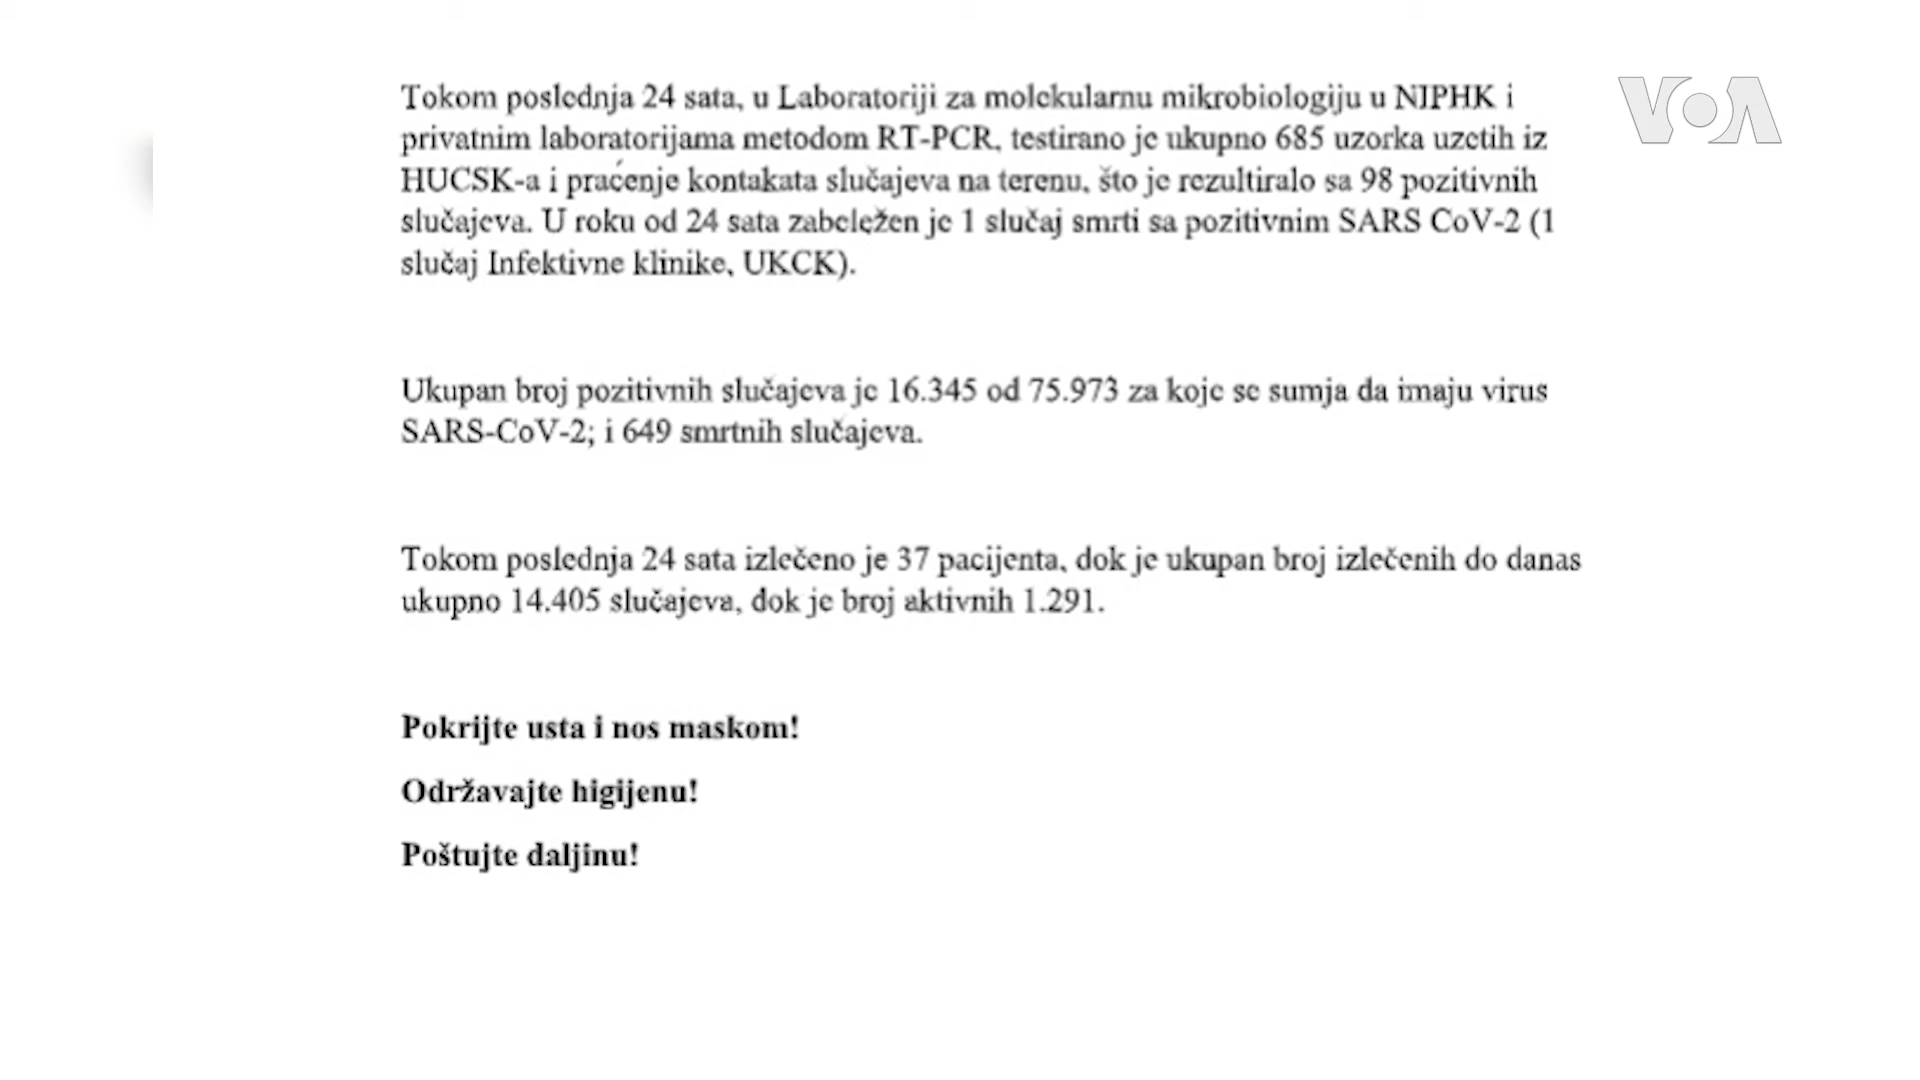 VOA
Tokom poslednja 24 sata, u Laboratoriji za molekularnu mikrobiologiju u NIPHK i
privatnim laboratorijama metodom RT-PCR, testirano je ukupno 685 uzorka uzetih iz
HUCSK-a i praćenje kontakata slučajeva na terenu, što je rezultiralo sa 98 pozitivnih
slučajeva. U roku od 24 sata zabeležen je 1 slučaj smrti sa pozitivnim SARS CoV-2 (1
slučaj Infektivne klinike, UKCK).
Ukupan broj pozitivnih slučajeva je 16.345 od 75.973 za koje se sumja da imaju virus
SARS-CoV-2; i 649 smrtnih slučajeva.
Tokom poslednja 24 sata izlečeno je 37 pacijenta, dok je ukupan broj izlečenih do danas
ukupno 14.405 slučajeva, dok je broj aktivnih 1.291.
Pokrijte usta i nos maskom!
Održavajte higijenu!
Poštujte daljinu!